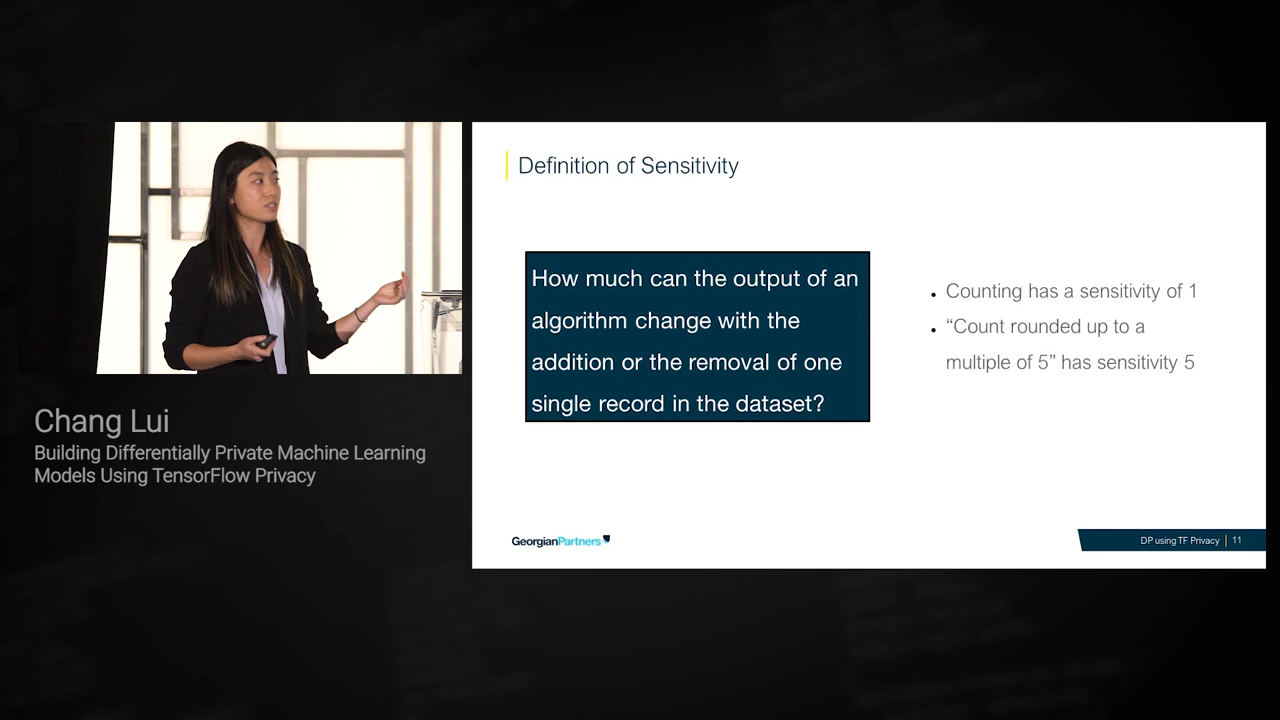 Definition of Sensitivity
How much can the output of an
algorithm change with the
addition or the removal of one
single record in the dataset?
• Counting has a sensitivity of 1
• “Count rounded up to a
multiple of 5” has sensitivity 5
Chang Lui
Building Differentially Private Machine Learning
Models Using TensorFlow Privacy
GeorgianPartners
DP using TF Privacy | 11